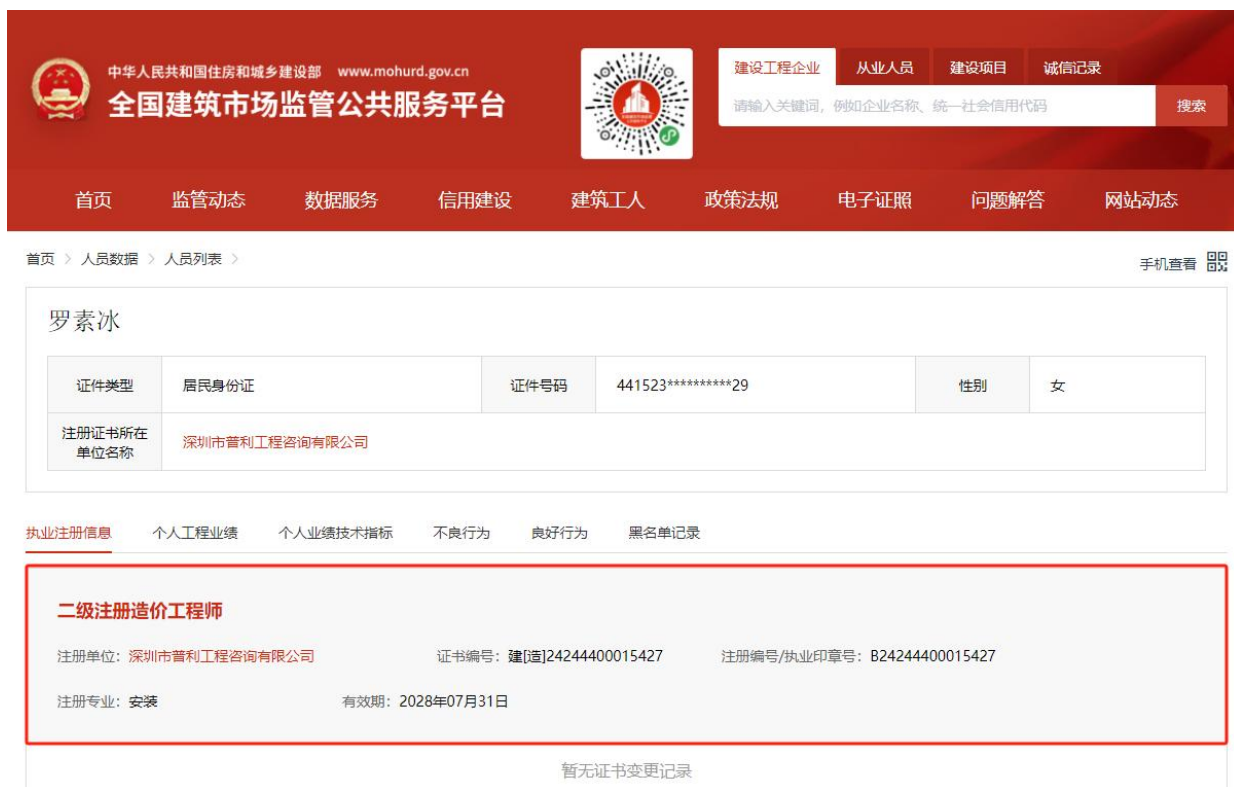 中华人民共和国住房和城乡建设部 www.mohurd.gov.cn
全国建筑市场监管公共服务平台
建设工程企业 从业人员 建设项目 诚信记录
请输入关键词，例如企业名称、统一社会信用代码 搜索
首页 监管动态 数据服务 信用建设 建筑工人 政策法规 电子证照 问题解答 网站动态
首页 > 人员数据 > 人员列表 >
手机查看
罗素冰
证件类型 居民身份证 证件号码 441523**********29 性别 女
注册证书所在
单位名称
深圳市普利工程咨询有限公司
执业注册信息 个人工程业绩 个人业绩技术指标 不良行为 良好行为 黑名单记录
二级注册造价工程师
注册单位：深圳市普利工程咨询有限公司 证书编号：建[造]24244400015427 注册编号/执业印章号：B24244400015427
注册专业：安装 有效期：2028年07月31日
暂无证书变更记录